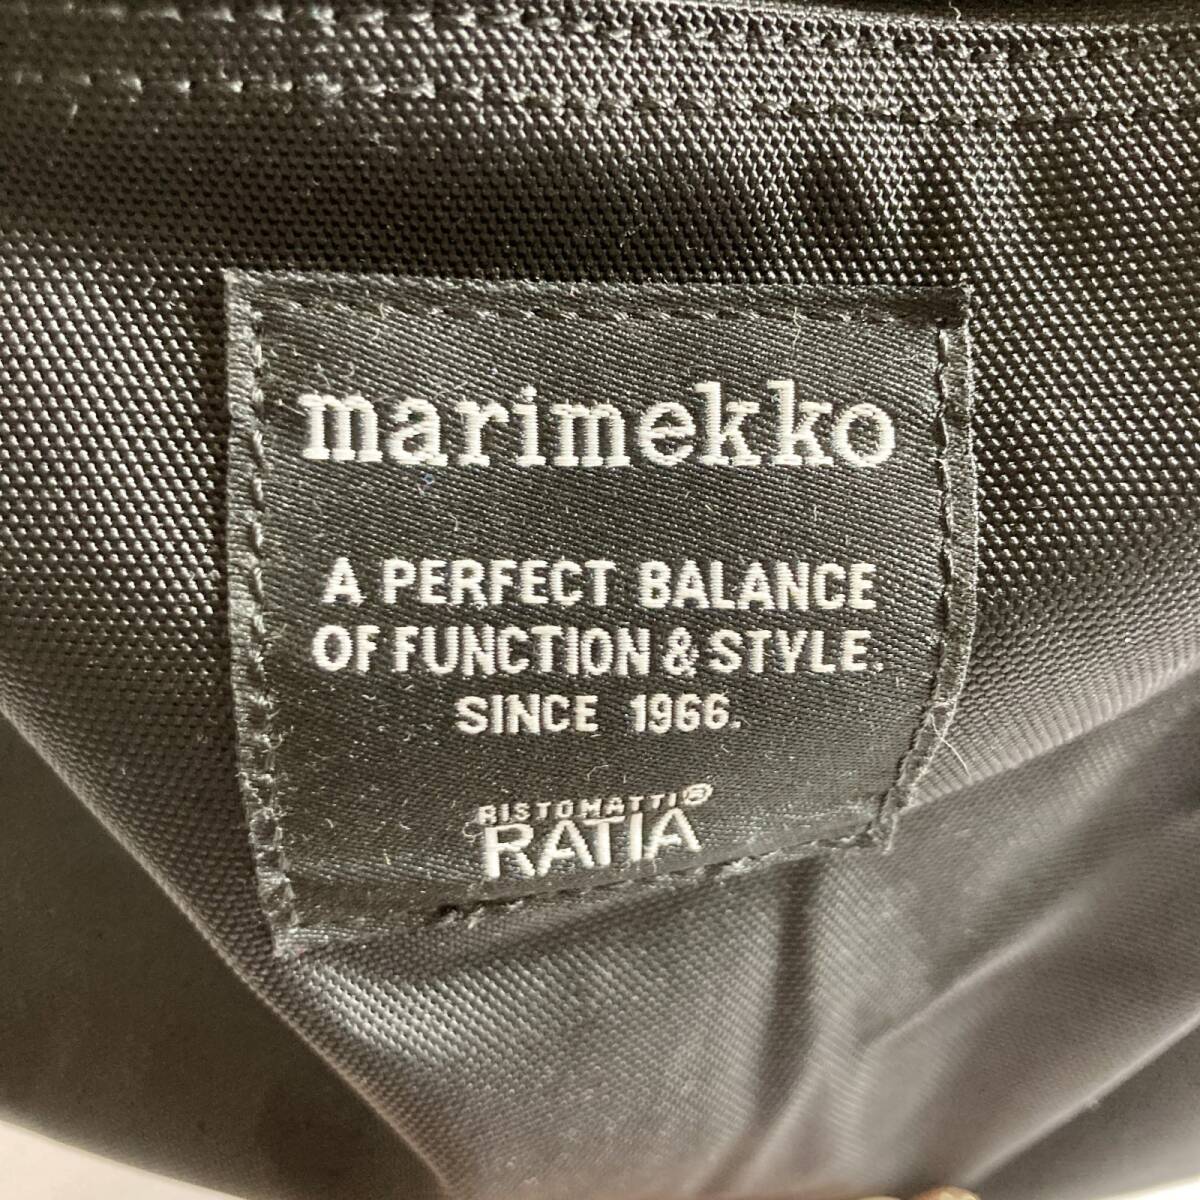 marimekko
A PERFECT BALANCE
OF FUNCTION & STYLE.
SINCE 1966.
RISTOMATTI®
RATIA